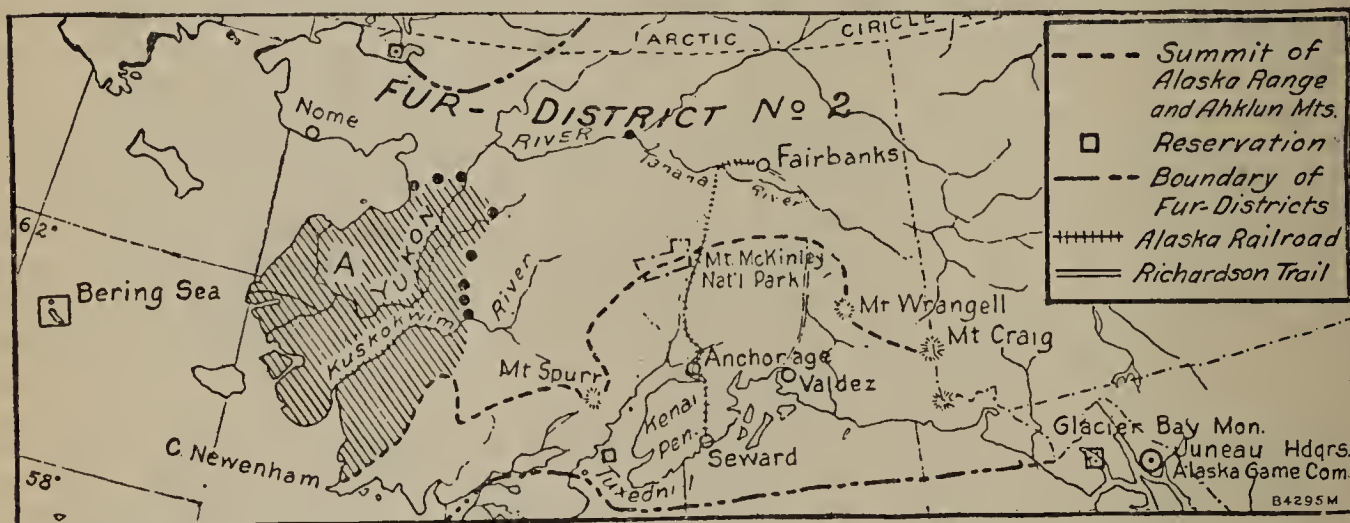 ARCTIC CIRICLE
FUR- DISTRICT No 2
Nome
RIVER
Tanana
River
Fairbanks
62°
A
YUKON
Bering Sea
Kuskokwim
River
Mt. McKinley
Nat'l Park
Mt Wrangell
Mt Craig
Mt Spurr
Anchorage
Valdez
Kenai
Pen.
Seward
Tuxedni
C. Newenham
58°
Glacier Bay Mon.
Juneau Hdqrs.
Alaska Game Com.
B4295M
Summit of
Alaska Range
and Ahklun Mts.
Reservation
Boundary of
Fur-Districts
Alaska Railroad
Richardson Trail